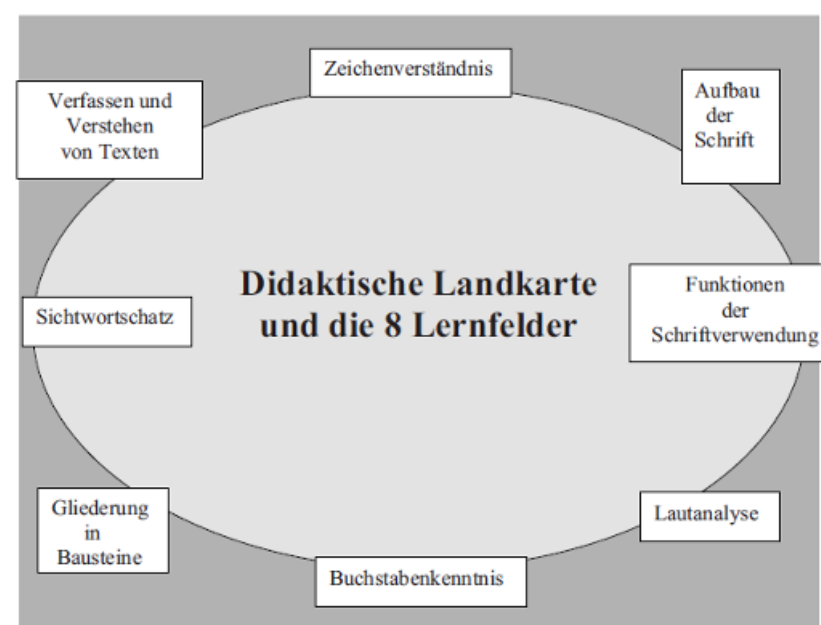 Zeichenverständnis
Aufbau
der
Schrift
Funktionen
der
Schriftverwendung
Lautanalyse
Buchstabenkenntnis
Gliederung
in
Bausteine
Sichtwortschatz
Verfassen und
Verstehen
von Texten
Didaktische Landkarte
und die 8 Lernfelder